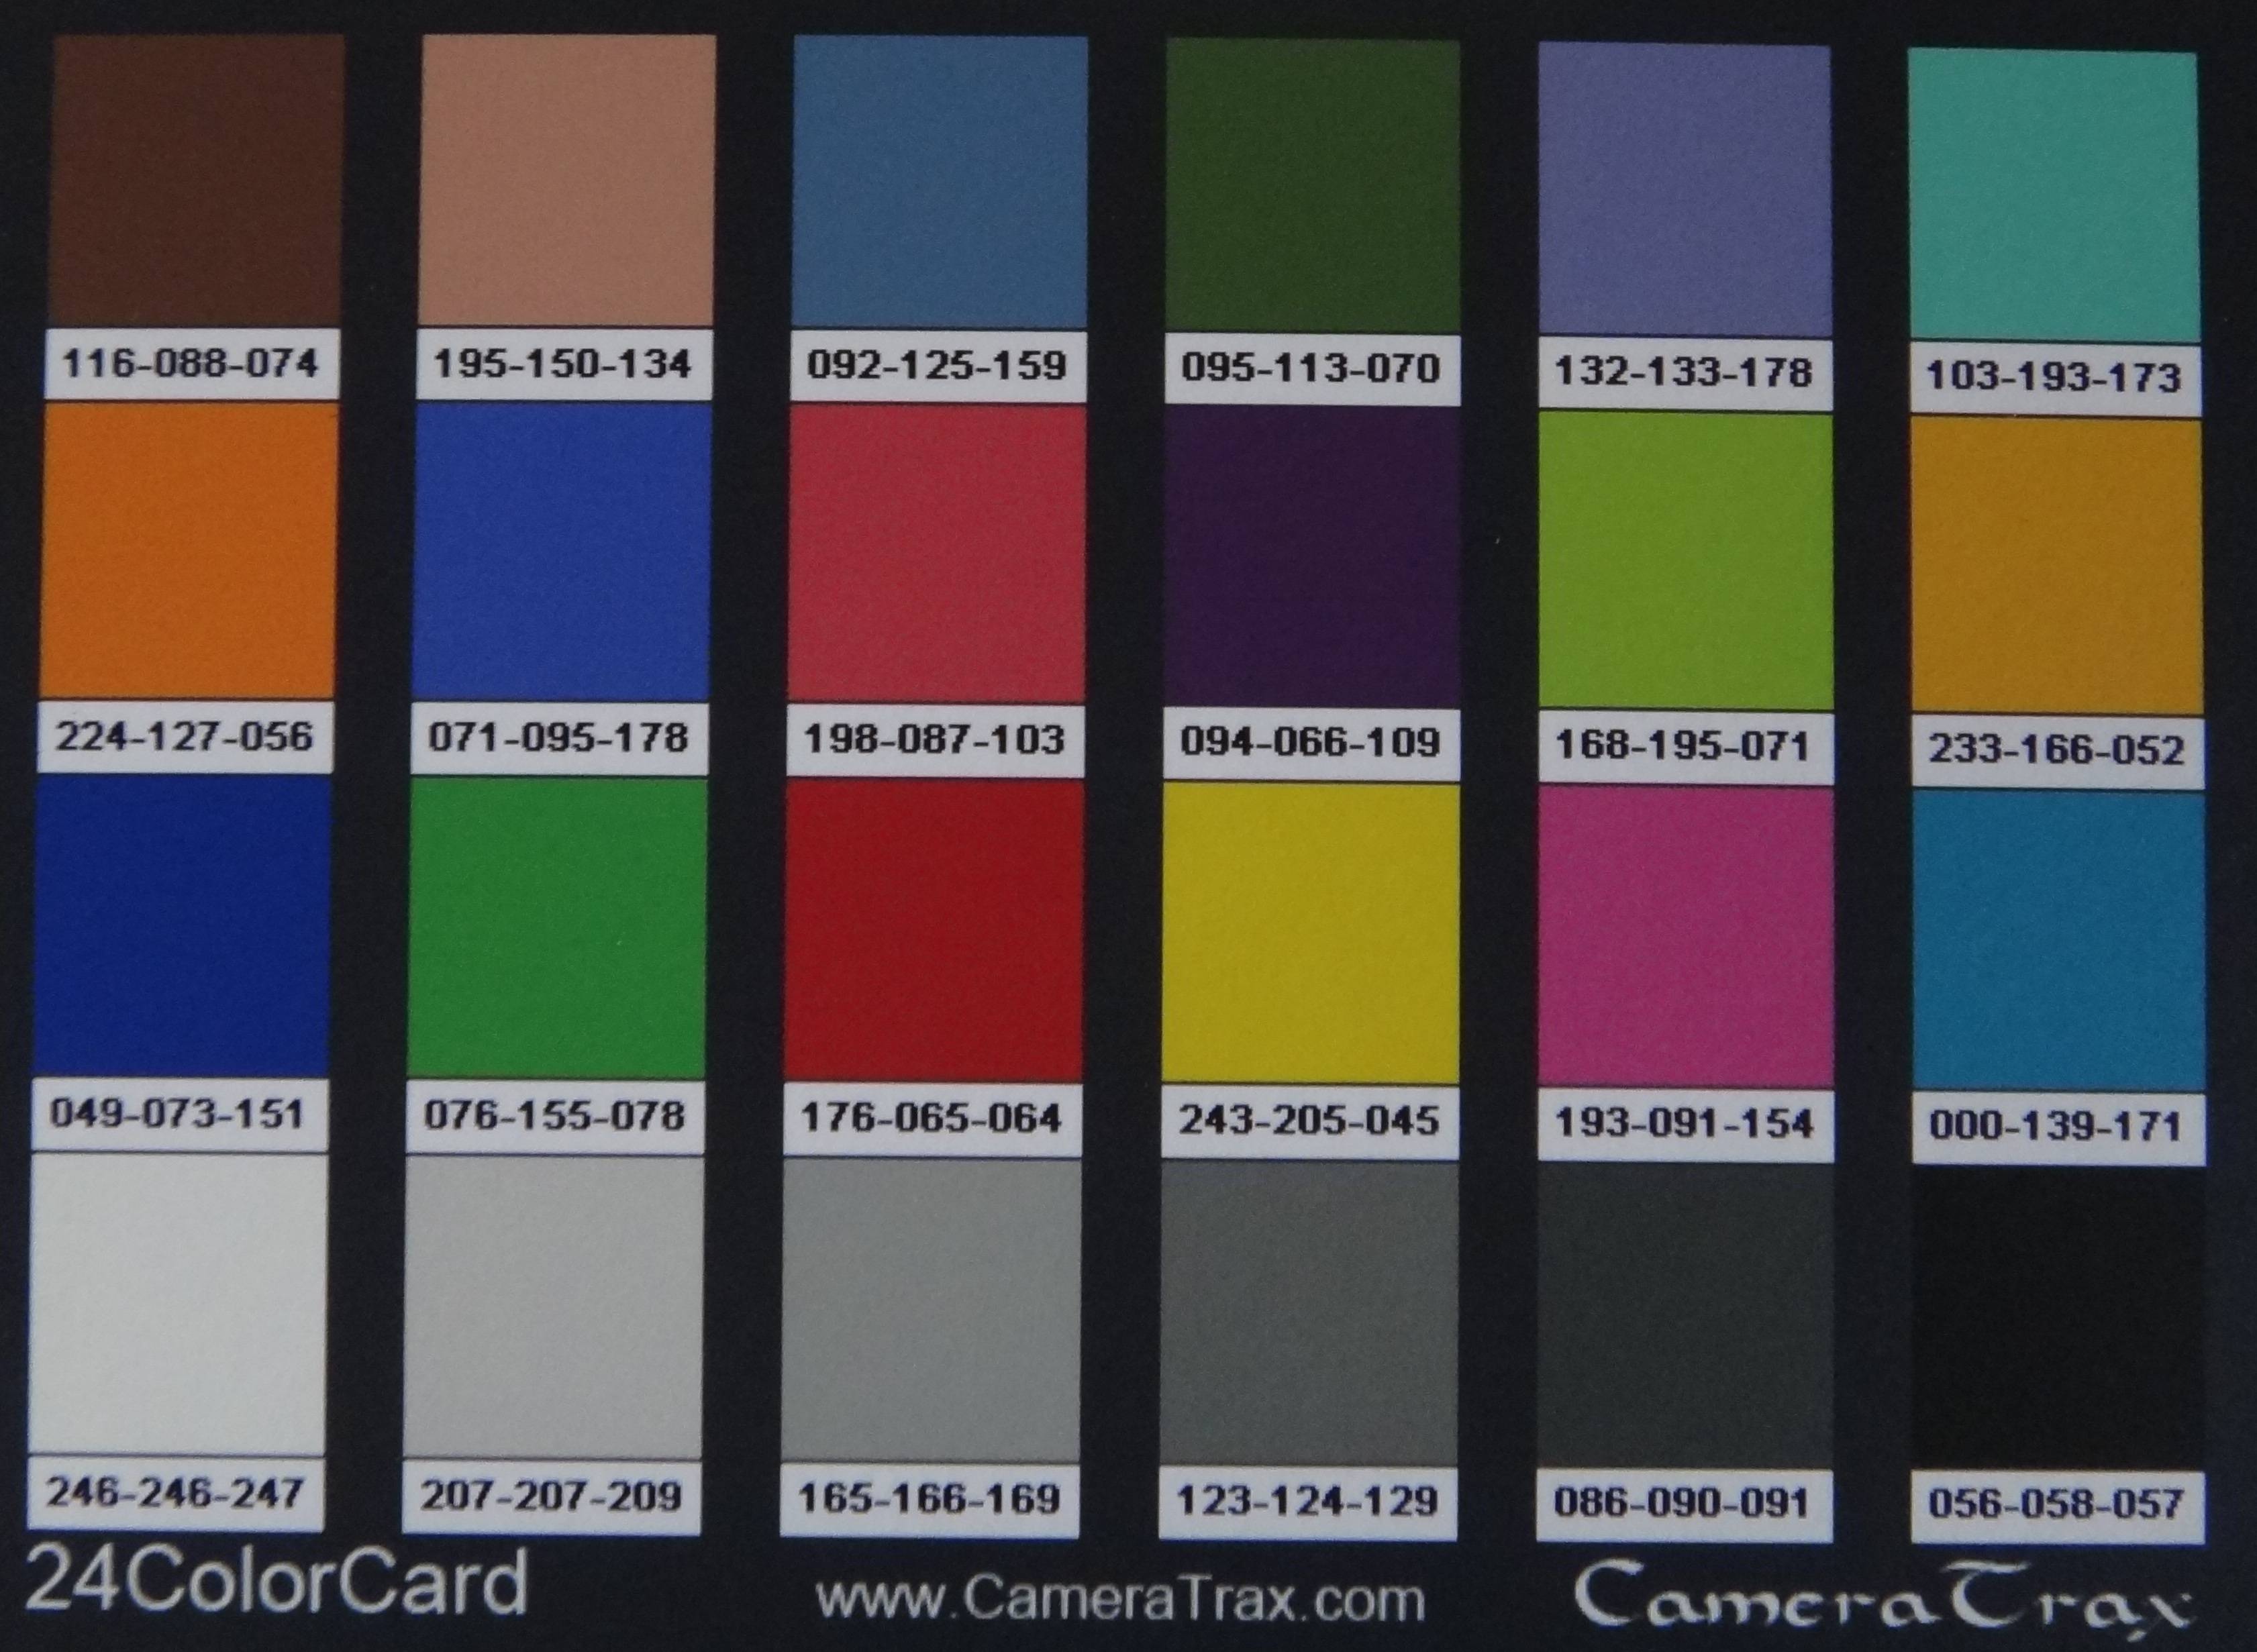 116-088-074 195-150-134 092-125-159 095-113-070 132-133-178 103-193-173
224-127-056 071-095-178 198-087-103 094-066-109 168-195-071 233-166-052
049-073-151 076-155-078 176-065-064 243-205-045 193-091-154 000-139-171
246-246-247 207-207-209 165-166-169 123-124-129 086-090-091 056-058-057
24ColorCard www.CameraTrax.com CameraTrax